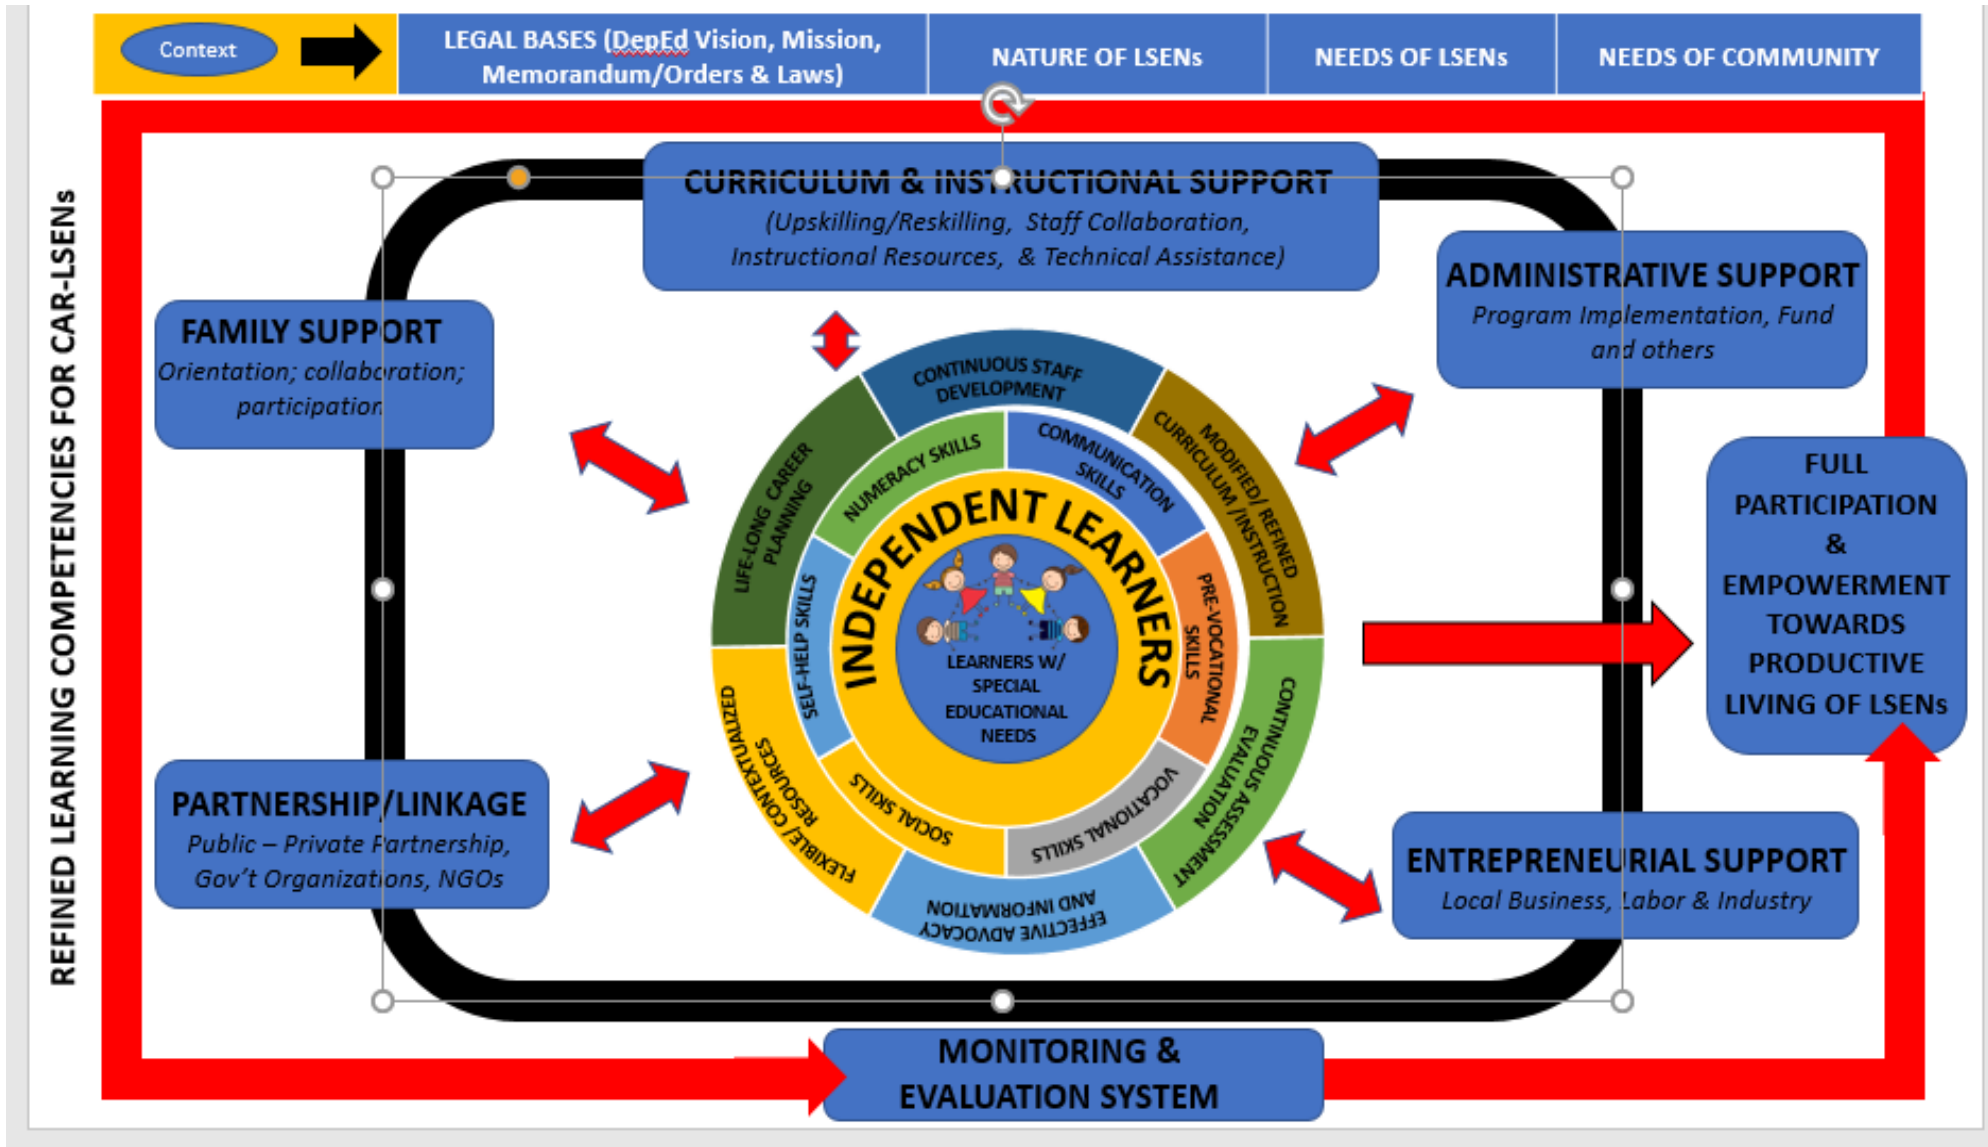 Context
LEGAL BASES (DepEd Vision, Mission,
Memorandum/Orders & Laws)
NATURE OF LSENs
NEEDS OF LSENs
NEEDS OF COMMUNITY
REFINED LEARNING COMPETENCIES FOR CAR-LSENs
CURRICULUM & INSTRUCTIONAL SUPPORT
(Upskilling/Reskilling, Staff Collaboration,
Instructional Resources, & Technical Assistance)
FAMILY SUPPORT
Orientation; collaboration;
participation
ADMINISTRATIVE SUPPORT
Program Implementation, Fund
and others
CONTINUOUS STAFF
DEVELOPMENT
MODIFIED/ REFINED
CURRICULUM /INSTRUCTION
CONTINUOUS ASSESSMENT
EVALUATION
EFFECTIVE ADVOCACY
AND INFORMATION
FLEXIBLE/ CONTEXTUALIZED
RESOURCES
LIFE-LONG CAREER
PLANNING
NUMERACY SKILLS
COMMUNICATION
SKILLS
PRE-VOCATIONAL
SKILLS
VOCATIONAL SKILLS
SOCIAL SKILLS
SELF-HELP SKILLS
INDEPENDENT LEARNERS
LEARNERS W/
SPECIAL
EDUCATIONAL
NEEDS
FULL
PARTICIPATION
&
EMPOWERMENT
TOWARDS
PRODUCTIVE
LIVING OF LSENs
PARTNERSHIP/LINKAGE
Public – Private Partnership,
Gov't Organizations, NGOs
ENTREPRENEURIAL SUPPORT
Local Business, Labor & Industry
MONITORING &
EVALUATION SYSTEM